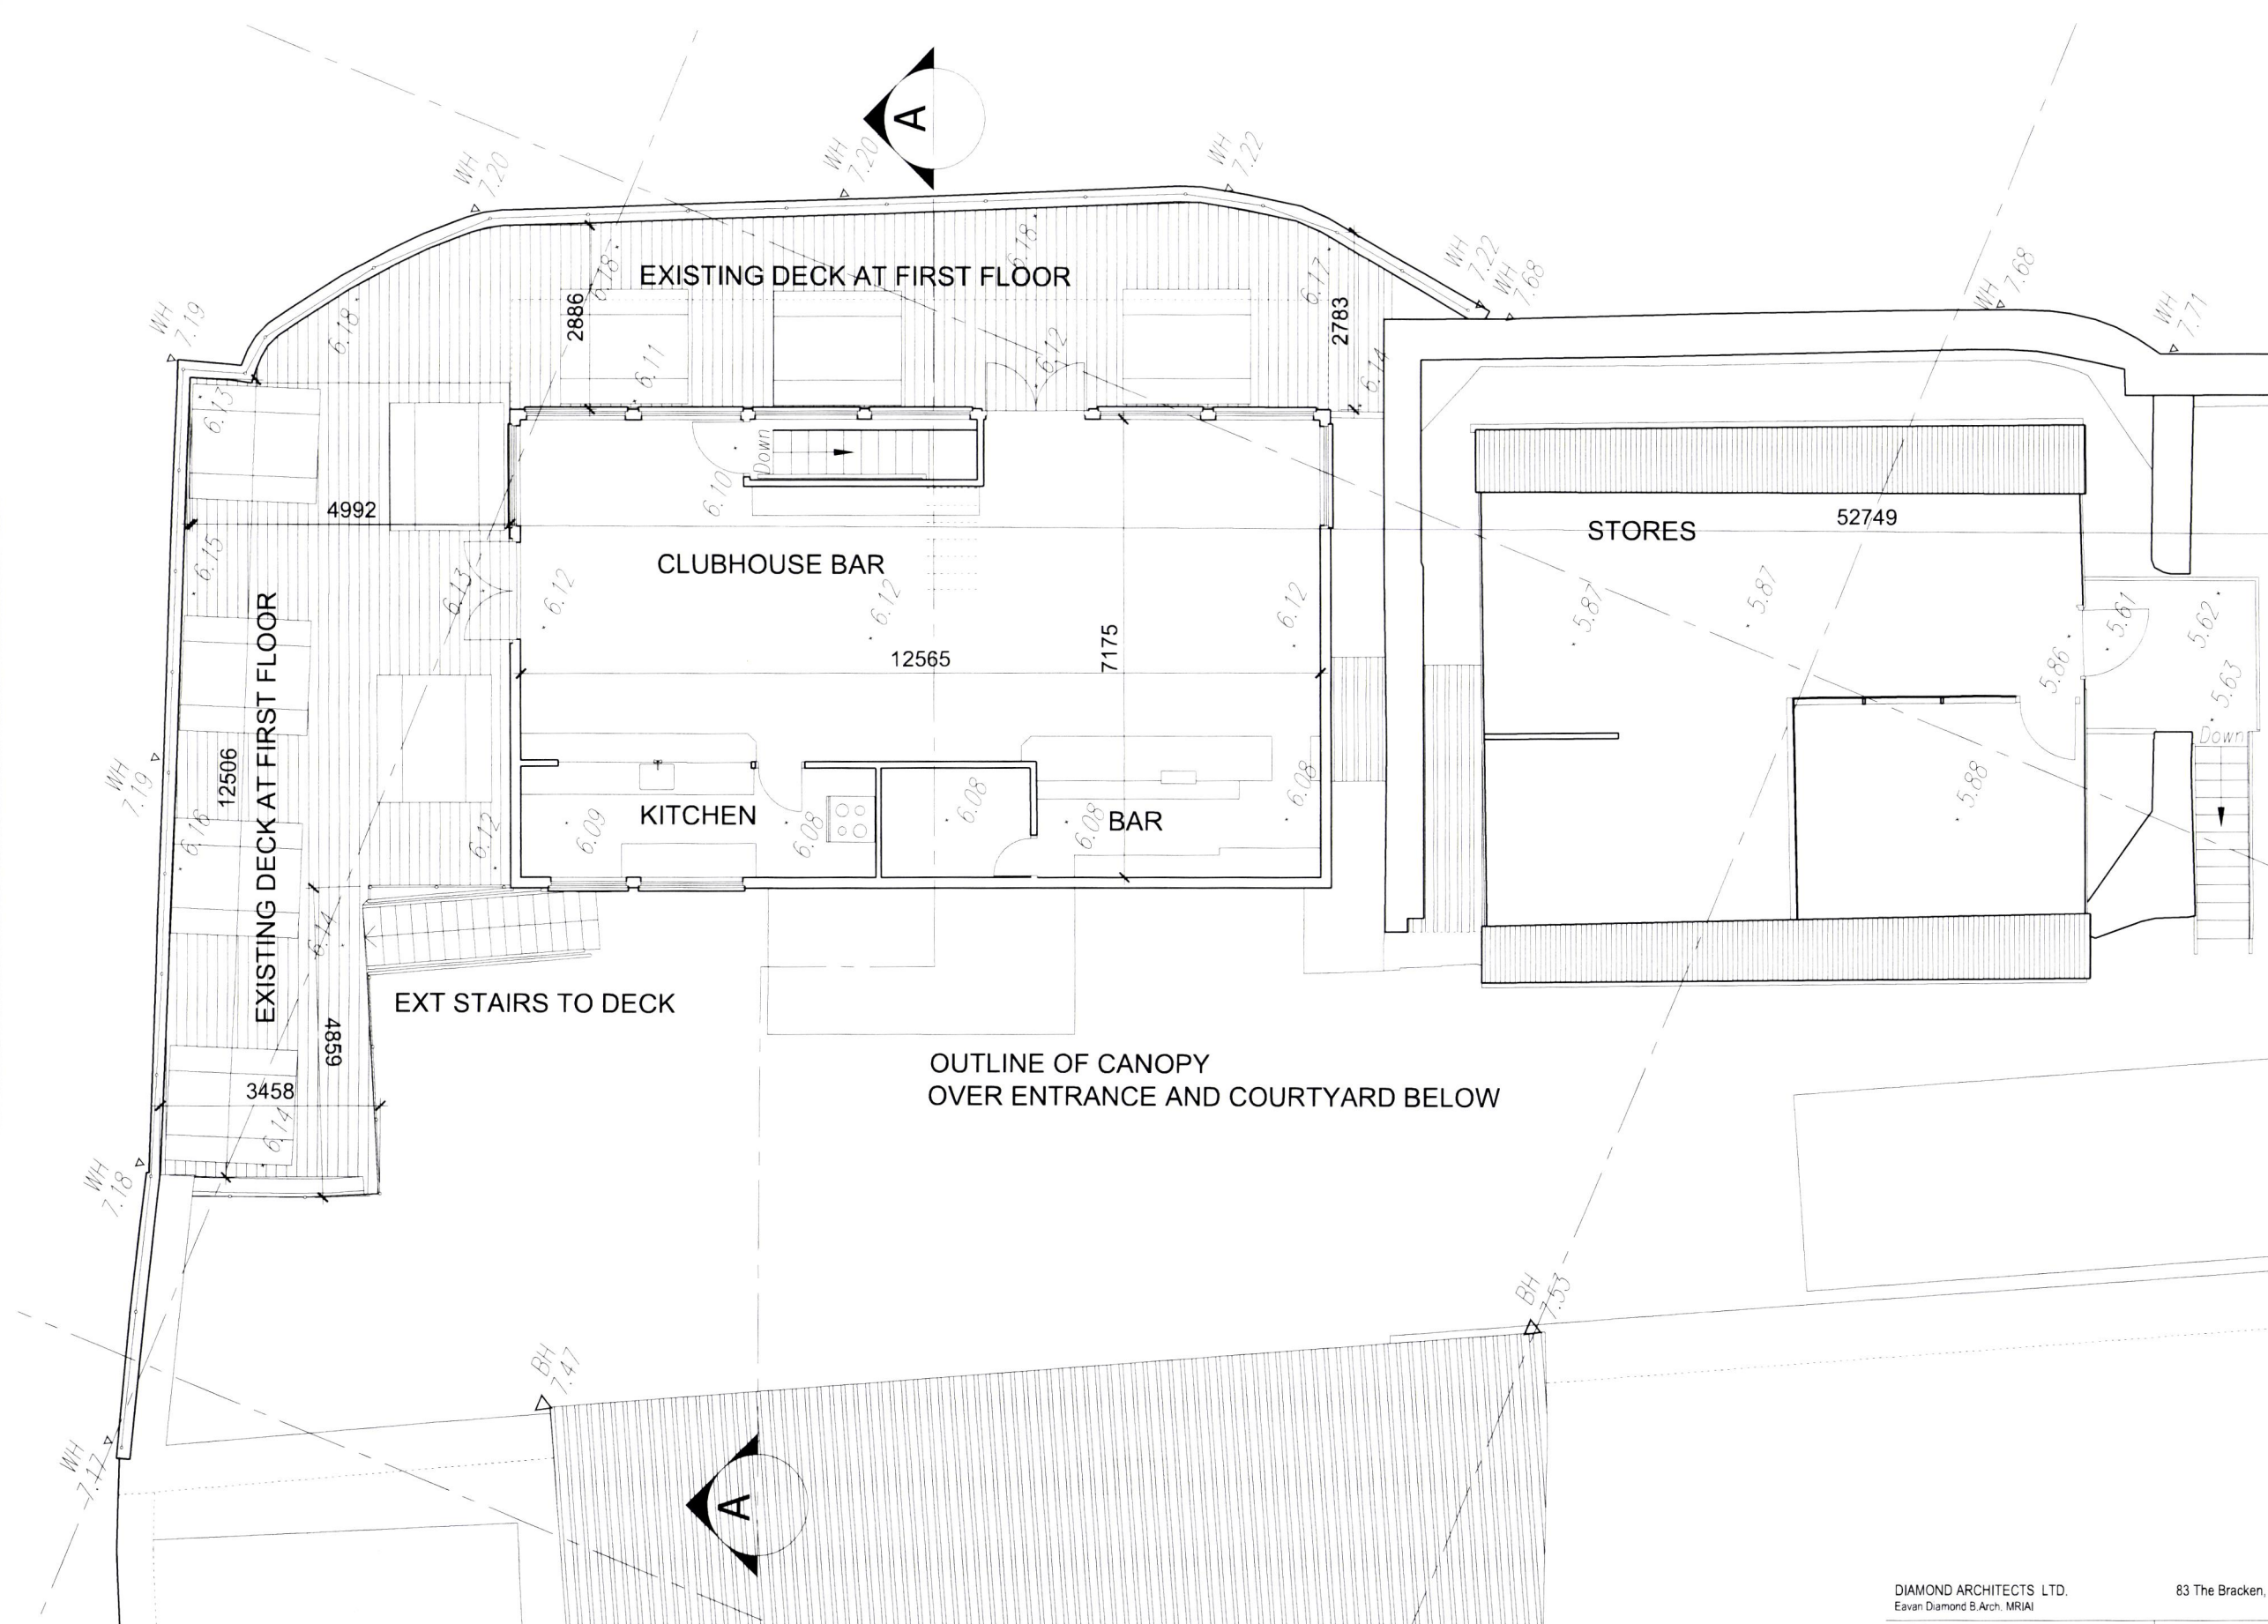 A
WH
7.20
WH
7.20
WH
7.22
WH
7.19
WH
7.22
WH
7.68
WH
7.68
WH
7.71
6.18
6.18
6.18
6.17
EXISTING DECK AT FIRST FLOOR
2886
2783
6.11
6.12
6.14
6.13
Down
6.10
4992
STORES
52749
CLUBHOUSE BAR
6.15
6.13
6.12
6.12
6.12
5.87
5.87
5.61
5.62
5.86
5.63
Down
EXISTING DECK AT FIRST FLOOR
12565
7175
WH
7.19
12506
6.16
6.12
KITCHEN
6.09
6.08
6.08
6.08
BAR
6.08
5.88
6.14
EXT STAIRS TO DECK
4859
OUTLINE OF CANOPY
OVER ENTRANCE AND COURTYARD BELOW
3458
6.14
WH
7.18
BH
7.53
BH
7.47
WH
7.17
A
DIAMOND ARCHITECTS LTD.
Eavan Diamond B.Arch, MRIAI
83 The Bracken,